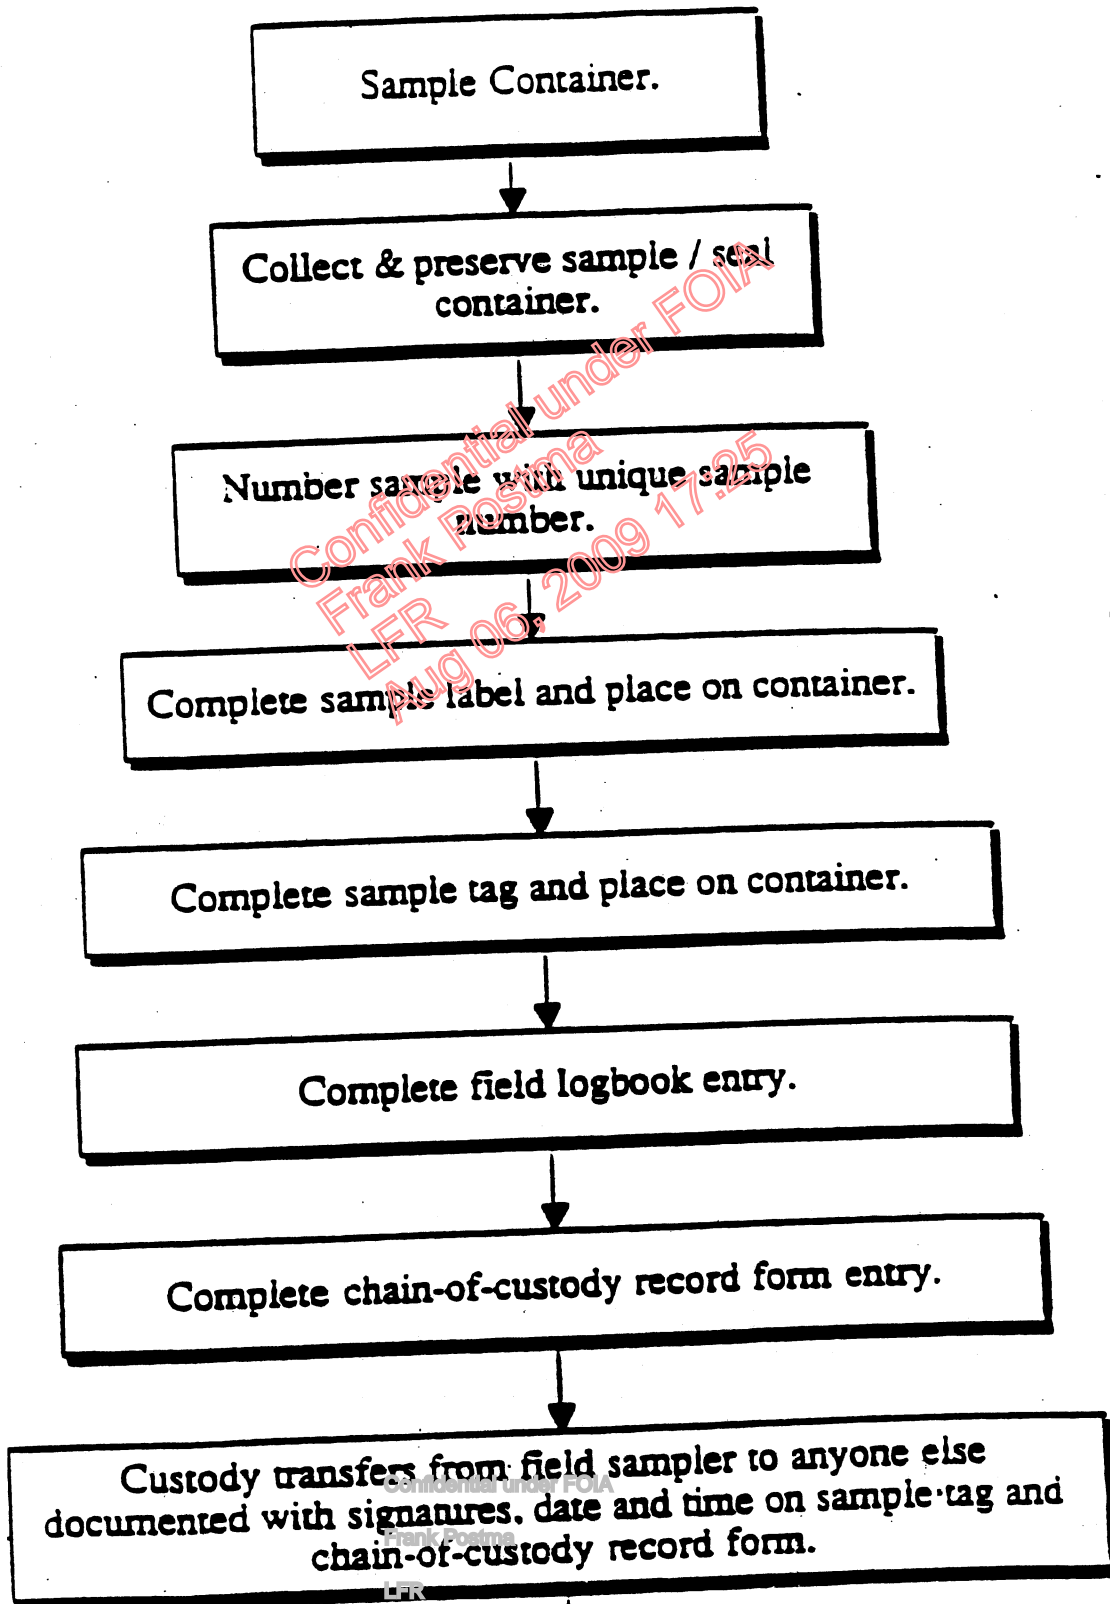 Sample Container.
Collect & preserve sample / seal
container.
Number sample with unique sample
number.
Complete sample label and place on container.
Complete sample tag and place on container.
Complete field logbook entry.
Complete chain-of-custody record form entry.
Custody transfers from field sampler to anyone else
documented with signatures, date and time on sample tag and
chain-of-custody record form.
Confidential under FOIA
Frank Postma
LFR
Aug 06, 2009 17:25
Confidential under FOIA
Frank Postma
LFR